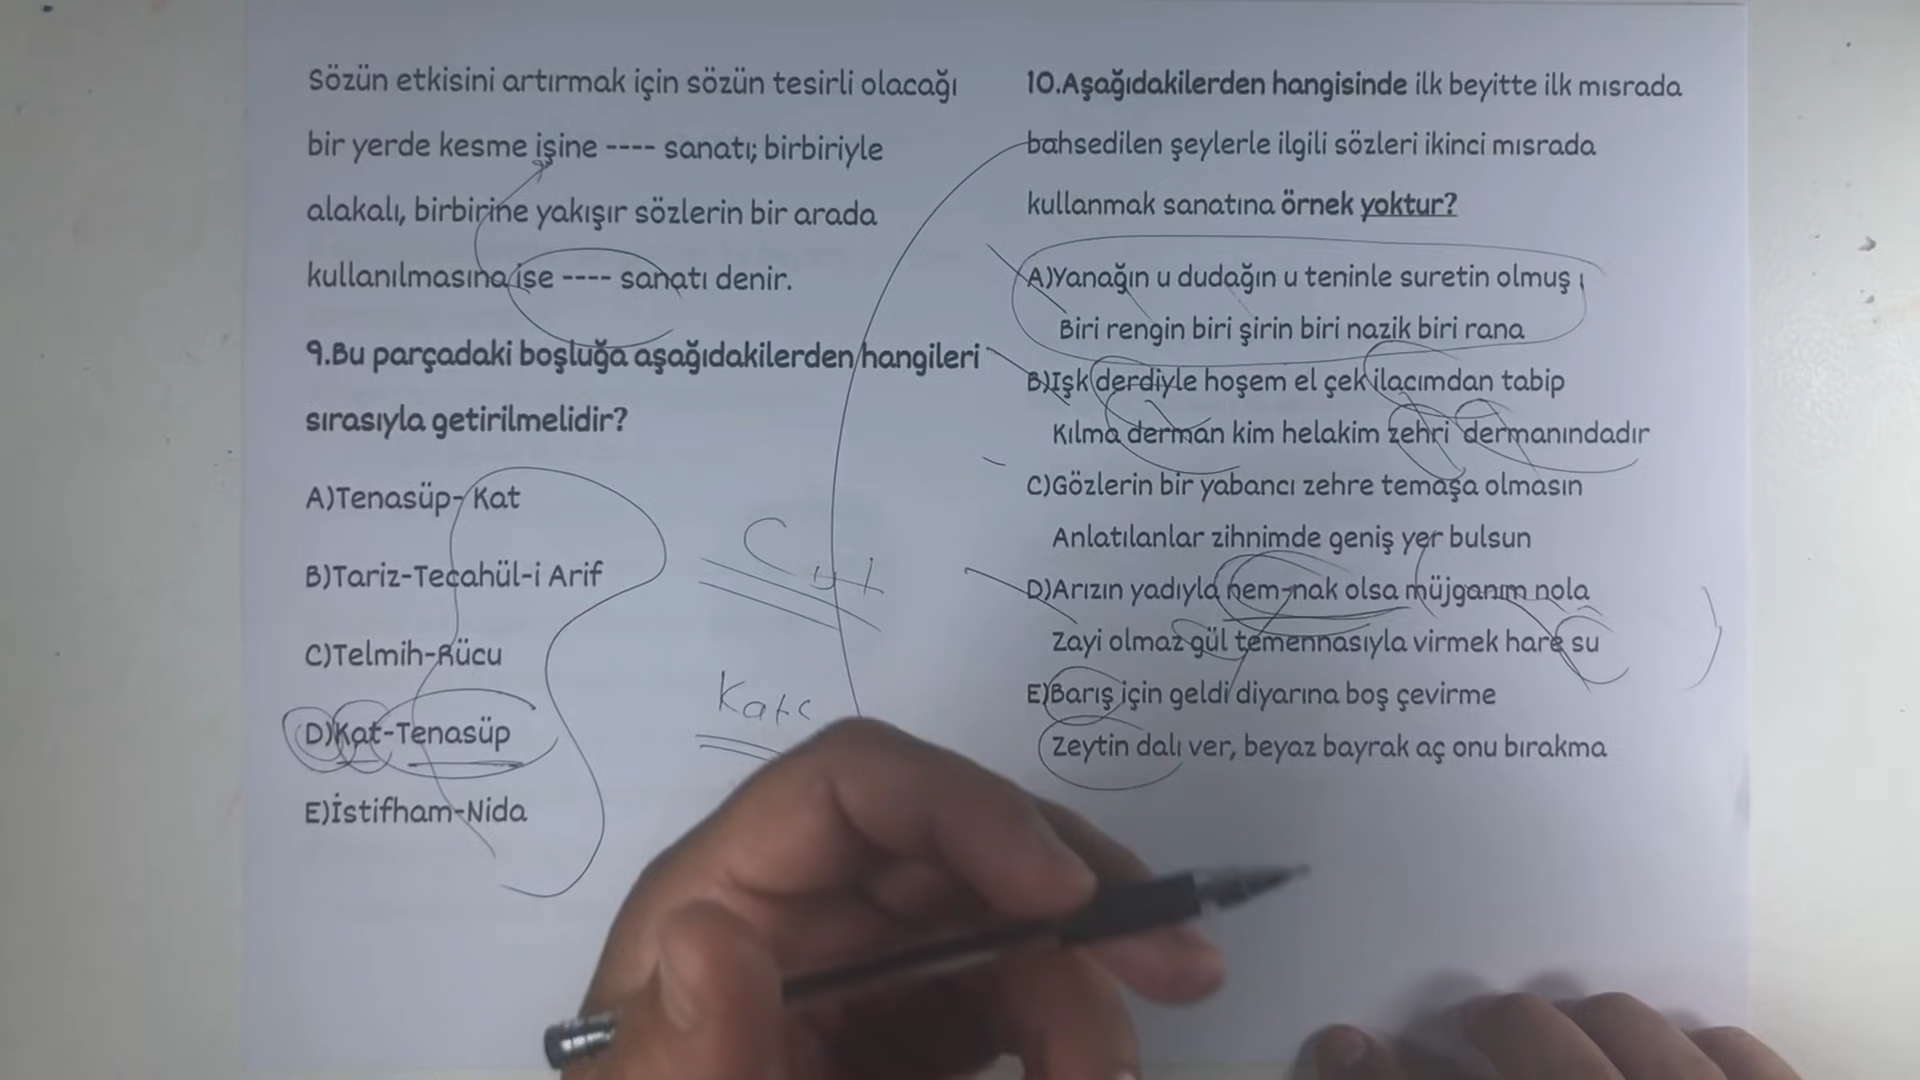 Sözün etkisini artırmak için sözün tesirli olacağı
bir yerde kesme işine ---- sanatı; birbiriyle
alakalı, birbirine yakışır sözlerin bir arada
kullanılmasına ise ---- sanatı denir.
9.Bu parçadaki boşluğa aşağıdakilerden hangileri
sırasıyla getirilmelidir?
A)Tenasüp- Kat
B)Tariz-Tecahül-i Arif
C)Telmih-Rücu
D)Kat-Tenasüp
E)İstifham-Nida
10.Aşağıdakilerden hangisinde ilk beyitte ilk mısrada
bahsedilen şeylerle ilgili sözleri ikinci mısrada
kullanmak sanatına örnek yoktur?
A)Yanağın u dudağın u teninle suretin olmuş
Biri rengin biri şirin biri nazik biri rana
B)Işk derdiyle hoşem el çek ilacımdan tabip
Kılma derman kim helakim zehri dermanındadır
C)Gözlerin bir yabancı zehre temaşa olmasın
Anlatılanlar zihnimde geniş yer bulsun
D)Arızın yadıyla nem-nak olsa müjganım nola
Zayi olmaz gül temennasıyla virmek hare su
E)Barış için geldi diyarına boş çevirme
Zeytin dalı ver, beyaz bayrak aç onu bırakma